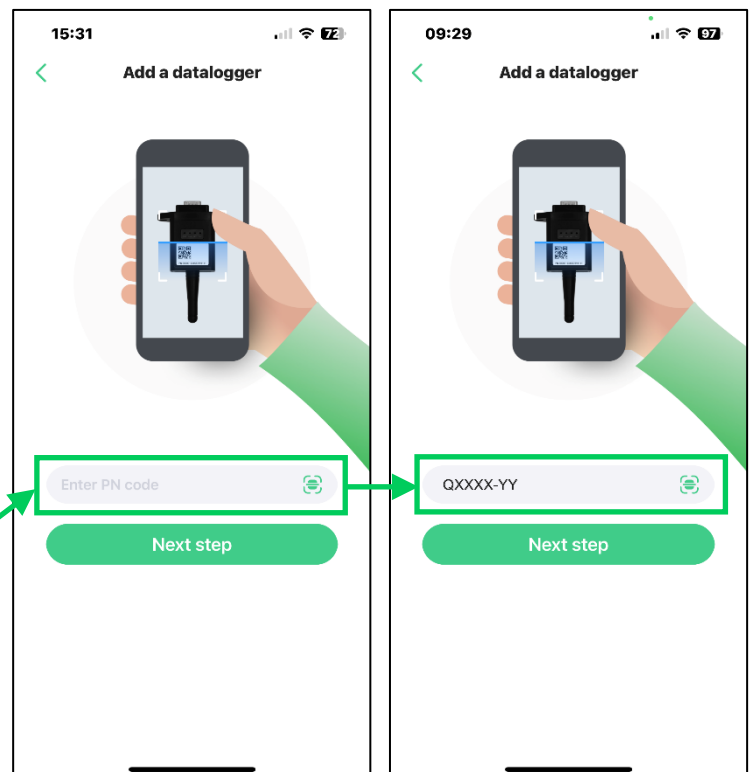 15:31
72
Add a datalogger
Enter PN code
Next step
09:29
97
Add a datalogger
QXXXX-YY
Next step